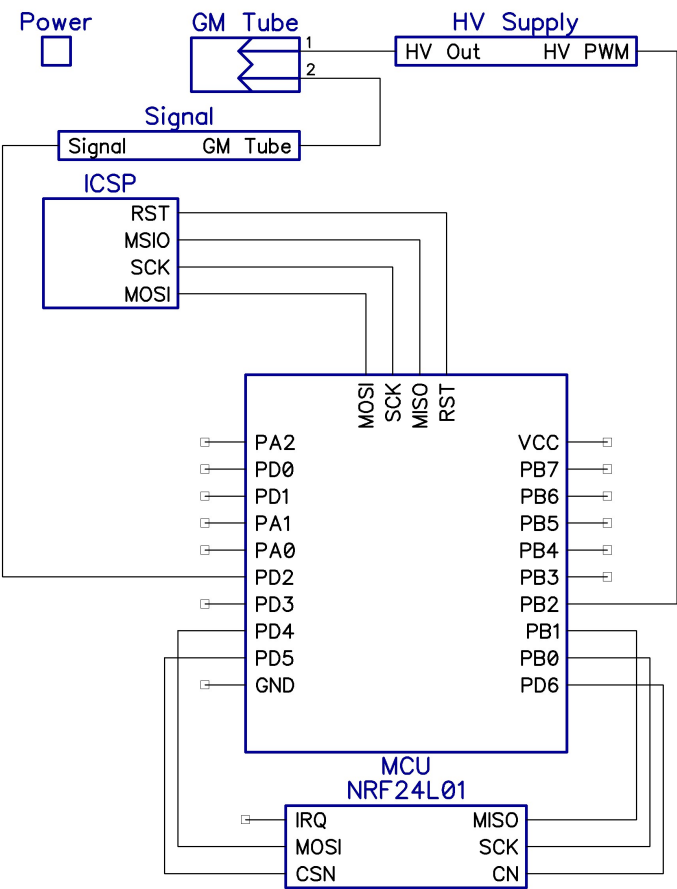 Power
GM Tube
HV Supply
1
HV Out HV PWM
2
Signal
Signal GM Tube
ICSP
RST
MSIO
SCK
MOSI
MOSI SCK MISO RST
PA2 VCC
PD0 PB7
PD1 PB6
PA1 PB5
PA0 PB4
PD2 PB3
PD3 PB2
PD4 PB1
PD5 PB0
GND PD6
MCU
NRF24L01
IRQ MISO
MOSI SCK
CSN CN